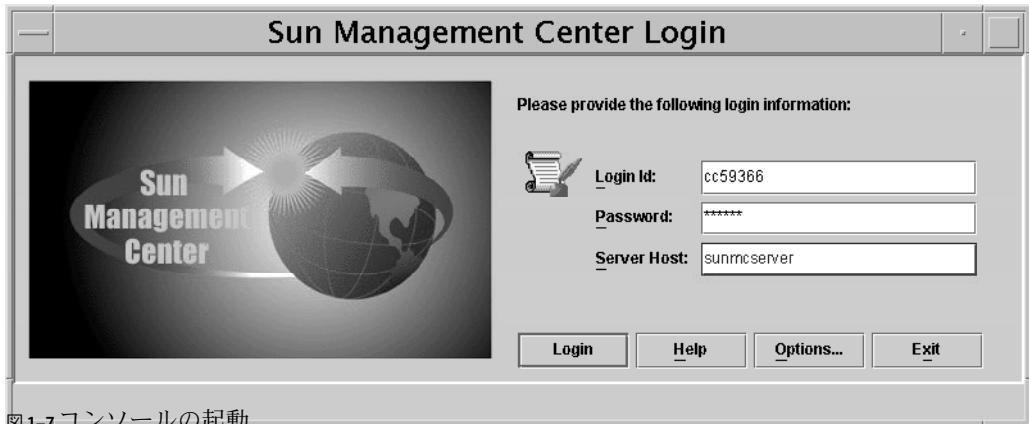 Sun Management Center Login
Sun
Management
Center
Please provide the following login information:
Login Id: cc59366
Password: ******
Server Host: sunmcserver
Login Help Options... Exit
図1–7 コンソールの起動